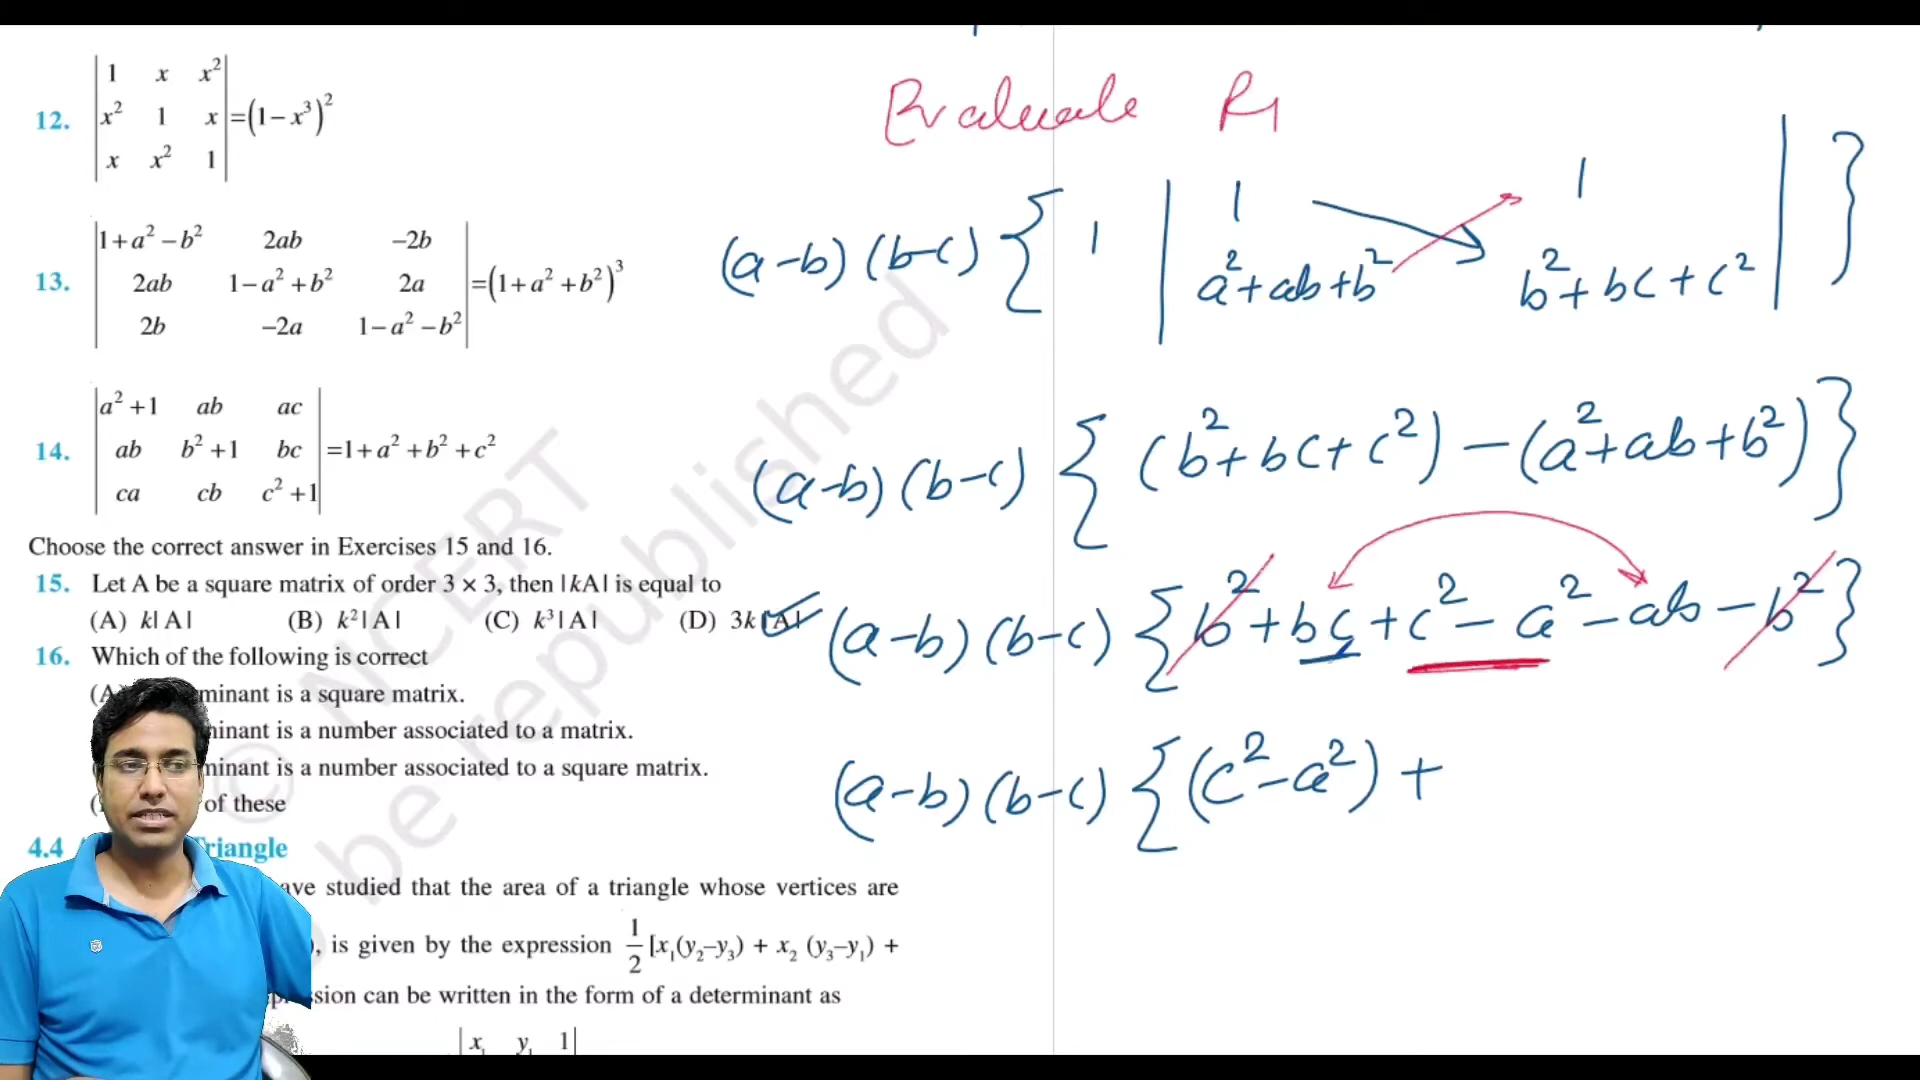 12. | 1 x x² |
| x² 1 x | =(1−x³)²
| x x² 1 |
13. | 1+a²−b² 2ab −2b |
| 2ab 1−a²+b² 2a | =(1+a²+b²)³
| 2b −2a 1−a²−b² |
14. | a²+1 ab ac |
| ab b²+1 bc | =1+a²+b²+c²
| ca cb c²+1 |
Choose the correct answer in Exercises 15 and 16.
15. Let A be a square matrix of order 3 × 3, then |kA| is equal to
(A) k|A| (B) k²|A| (C) k³|A| (D) 3k|A|
16. Which of the following is correct
(A) minant is a square matrix.
minant is a number associated to a matrix.
minant is a number associated to a square matrix.
( of these
4.4 A Triangle
ave studied that the area of a triangle whose vertices are
), is given by the expression 1/2 [x₁(y₂–y₃) + x₂ (y₃–y₁) +
sion can be written in the form of a determinant as
| x₁ y₁ 1 |
© NCERT
be republished
Evaluate R1
(a-b)(b-c) { 1 | 1 1 | }
| a²+ab+b² b²+bc+c² |
(a-b)(b-c) { (b²+bc+c²) - (a²+ab+b²) }
(a-b)(b-c) { b²+bc+c²-a²-ab-b² }
(a-b)(b-c) { (c²-a²) +